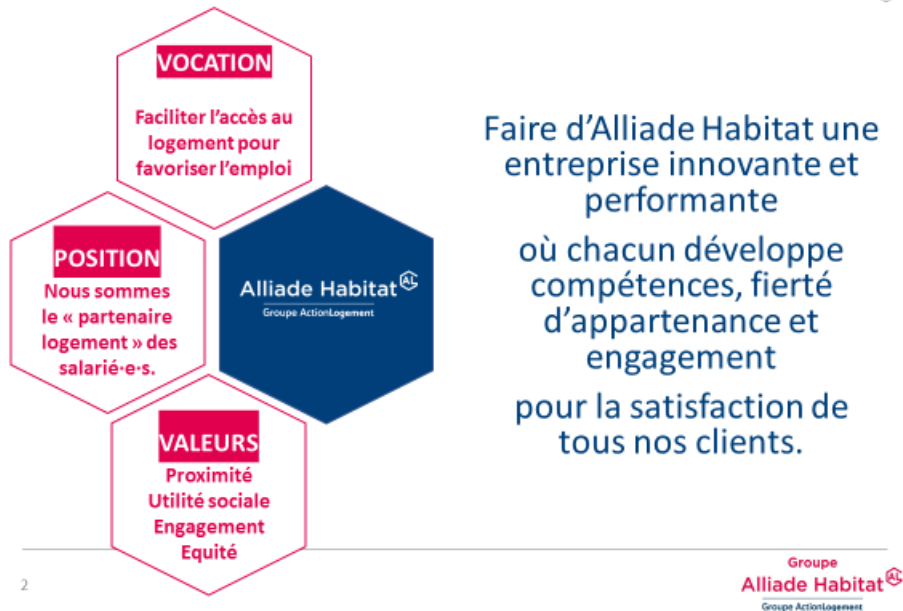 VOCATION
Faciliter l'accès au
logement pour
favoriser l'emploi
POSITION
Nous sommes
le « partenaire
logement » des
salarié·e·s.
Alliade Habitat AL
Groupe ActionLogement
VALEURS
Proximité
Utilité sociale
Engagement
Equité
Faire d'Alliade Habitat une
entreprise innovante et
performante
où chacun développe
compétences, fierté
d'appartenance et
engagement
pour la satisfaction de
tous nos clients.
2
Groupe
Alliade Habitat AL
Groupe ActionLogement